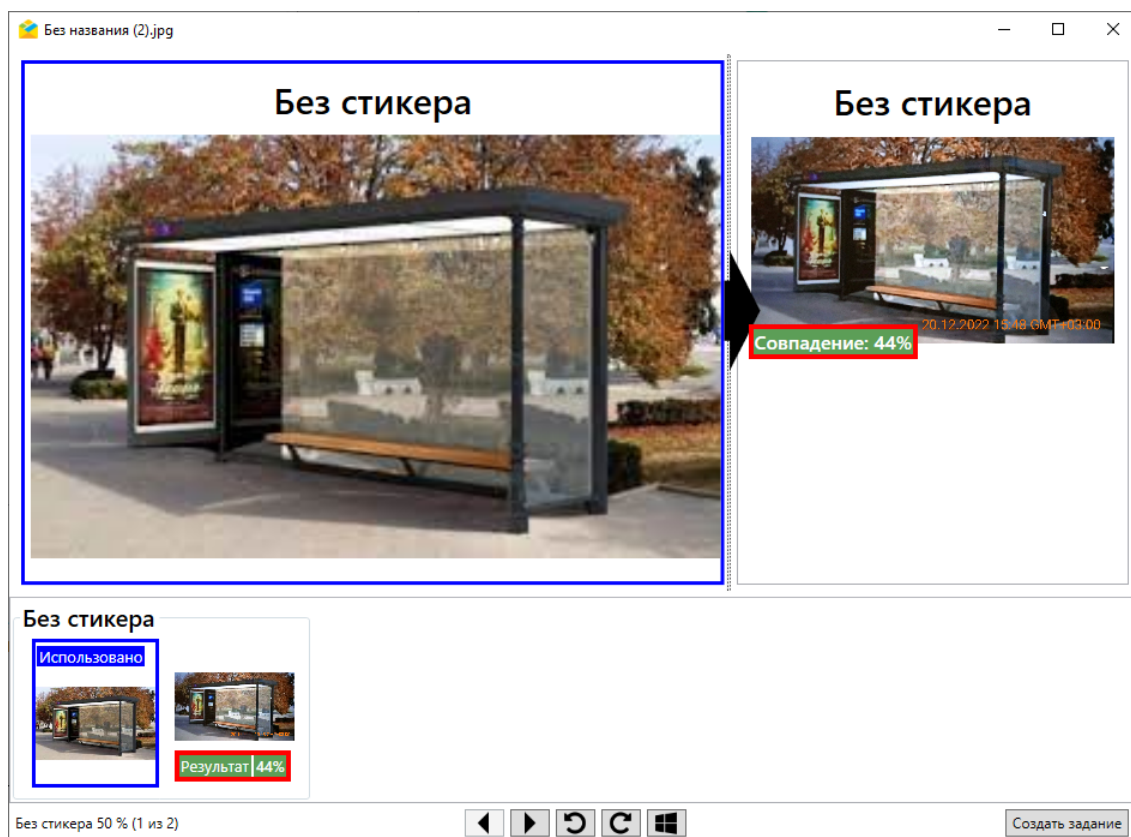 Без названия (2).jpg
Без стикера
Без стикера
20.12.2022 15:48 GMT+03:00
Совпадение: 44%
Без стикера
Использовано
Результат 44%
Без стикера 50 % (1 из 2)
Создать задание